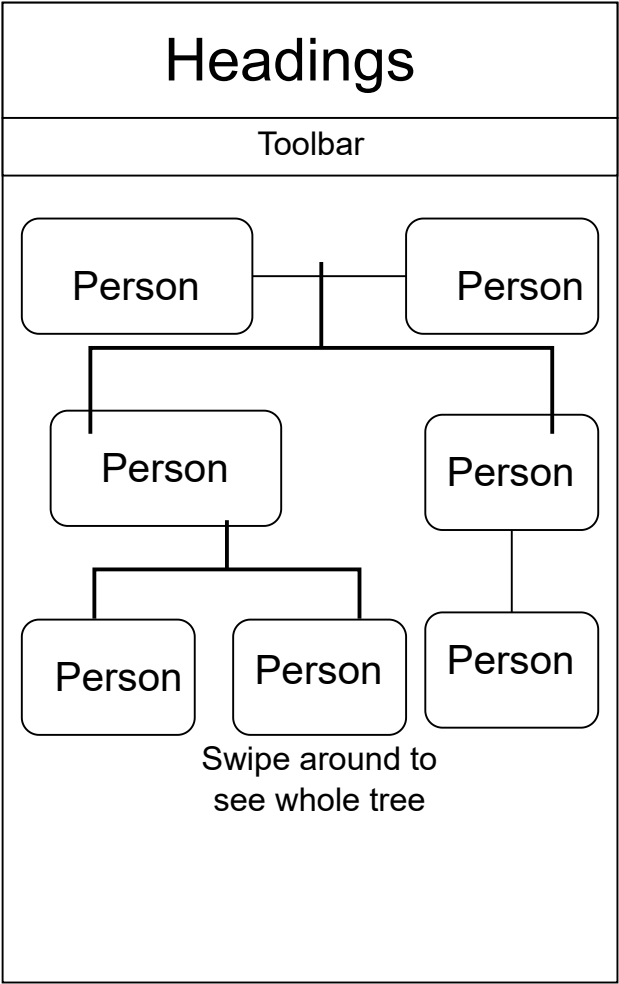 Headings
Toolbar
Person
Person
Person
Person
Person
Person
Person
Swipe around to
see whole tree